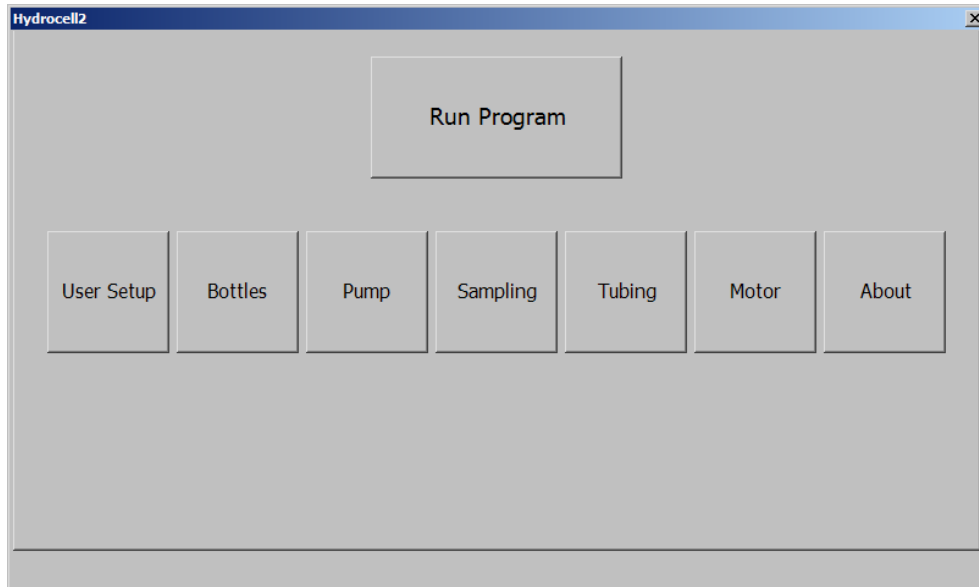 Hydrocell2
Run Program
User Setup
Bottles
Pump
Sampling
Tubing
Motor
About